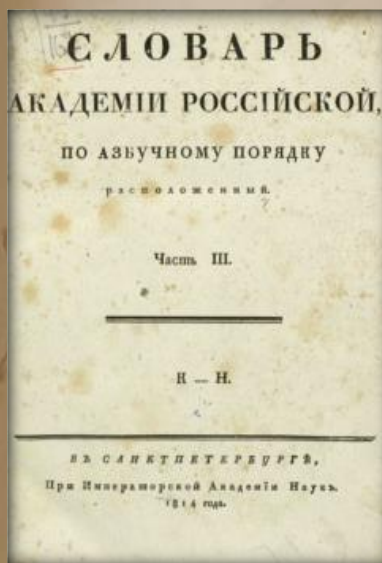 СЛОВАРЬ
АКАДЕМІИ РОССІЙСКОЙ,
ПО АЗБУЧНОМУ ПОРЯДКУ
расположенный.
Часть III.
К — Н.
ВЪ САНКТПЕТЕРБУРГѢ,
При Императорской Академіи Наукъ.
1814 года.